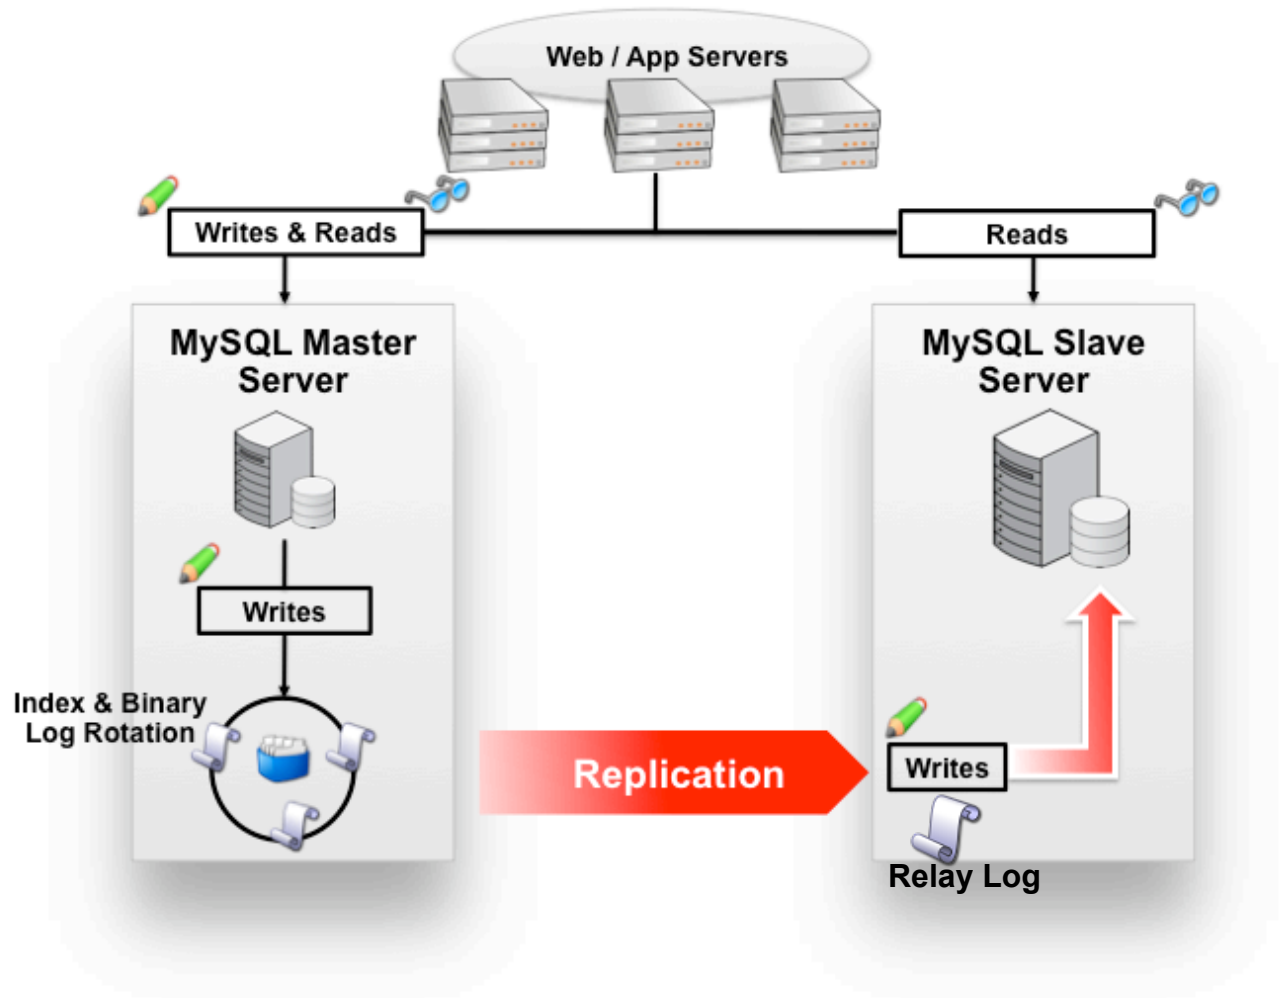 Web / App Servers
Writes & Reads
Reads
MySQL Master
Server
MySQL Slave
Server
Writes
Index & Binary
Log Rotation
Replication
Writes
Relay Log